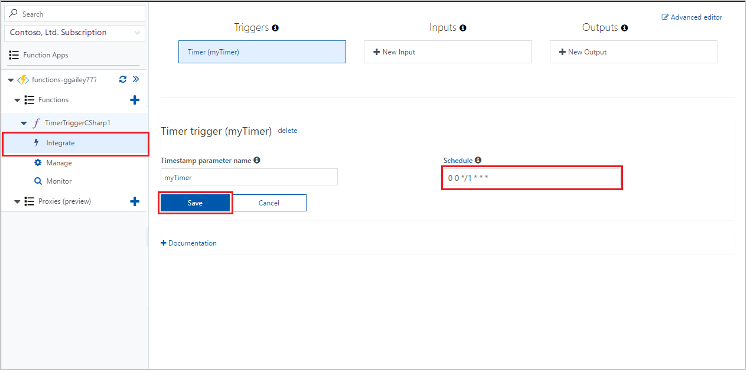 Search
Contoso, Ltd. Subscription
Function Apps
functions-ggailey777
Functions
TimerTriggerCSharp1
Integrate
Manage
Monitor
Proxies (preview)
Advanced editor
Triggers
Inputs
Outputs
Timer (myTimer)
New Input
New Output
Timer trigger (myTimer) delete
Timestamp parameter name
Schedule
myTimer
0 0 */1 * * *
Save
Cancel
Documentation